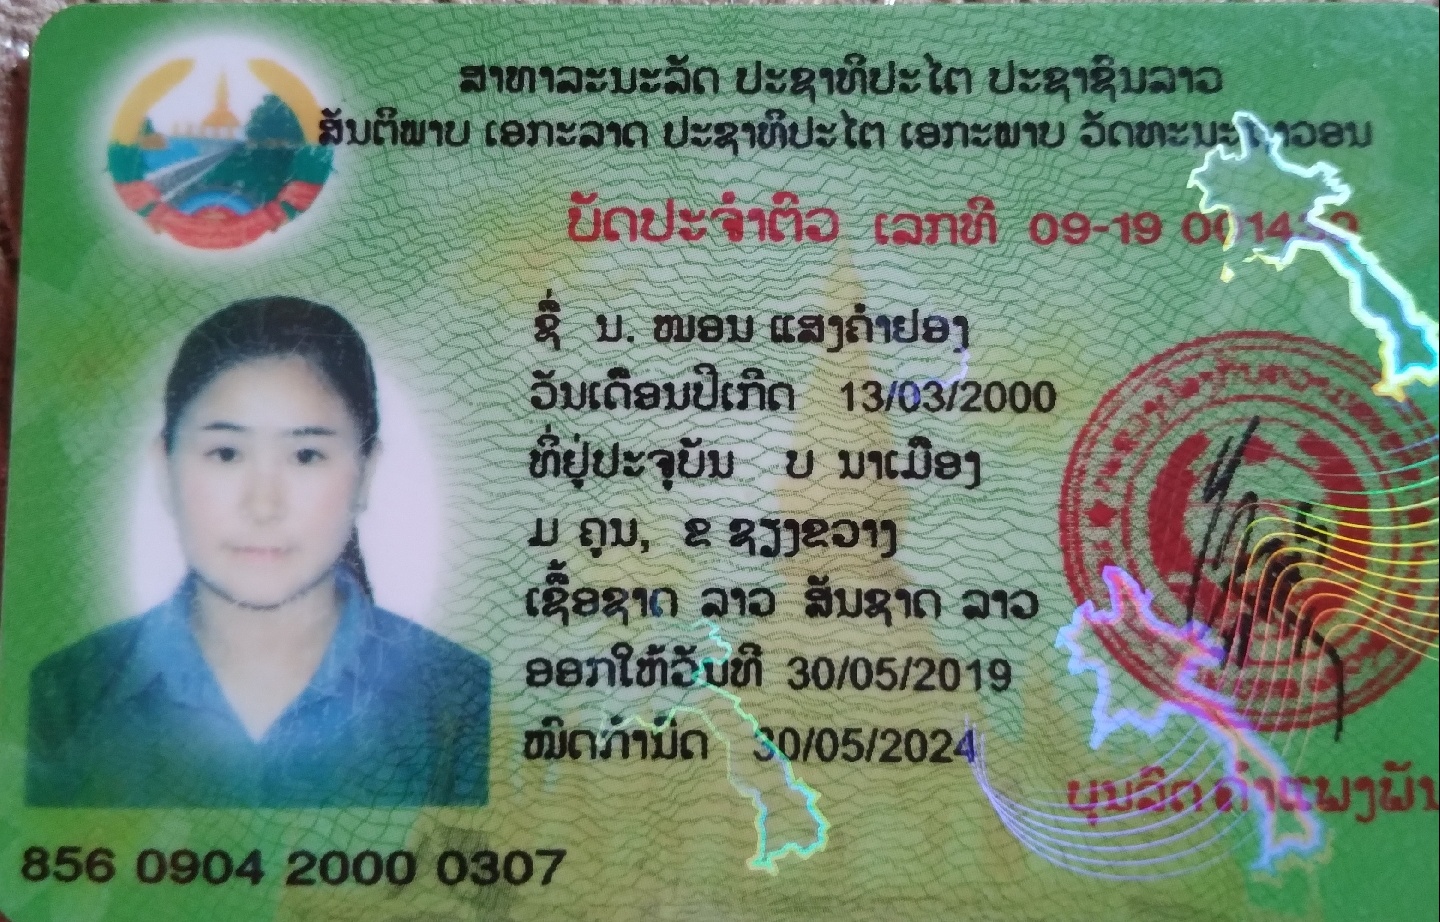 ສາທາລະນະລັດ ປະຊາທິປະໄຕ ປະຊາຊົນລາວ
ສັນຕິພາບ ເອກະລາດ ປະຊາທິປະໄຕ ເອກະພາບ ວັດທະນະຖາວອນ
ບັດປະຈຳຕົວ ເລກທີ 09-19
ຊື່ ນ. ໝອນ ແສງຄຳຢອງ
ວັນເດືອນປີເກີດ 13/03/2000
ທີ່ຢູ່ປະຈຸບັນ ບ ນາເມືອງ
ມ ຄູນ, ຂ ຊຽງຂວາງ
ເຊື້ອຊາດ ລາວ ສັນຊາດ ລາວ
ອອກໃຫ້ວັນທີ 30/05/2019
ໝົດກຳນົດ 30/05/2024
ບຸນລິດ ຄຳແພງພັນ
856 0904 2000 0307